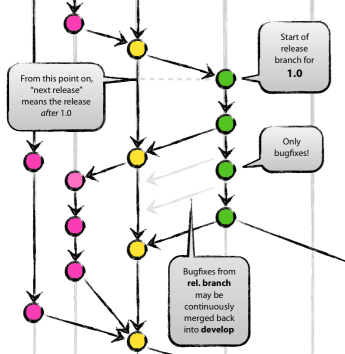 Start of
release
branch for
1.0
From this point on,
"next release"
means the release
after 1.0
Only
bugfixes!
Bugfixes from
rel. branch
may be
continuously
merged back
into develop